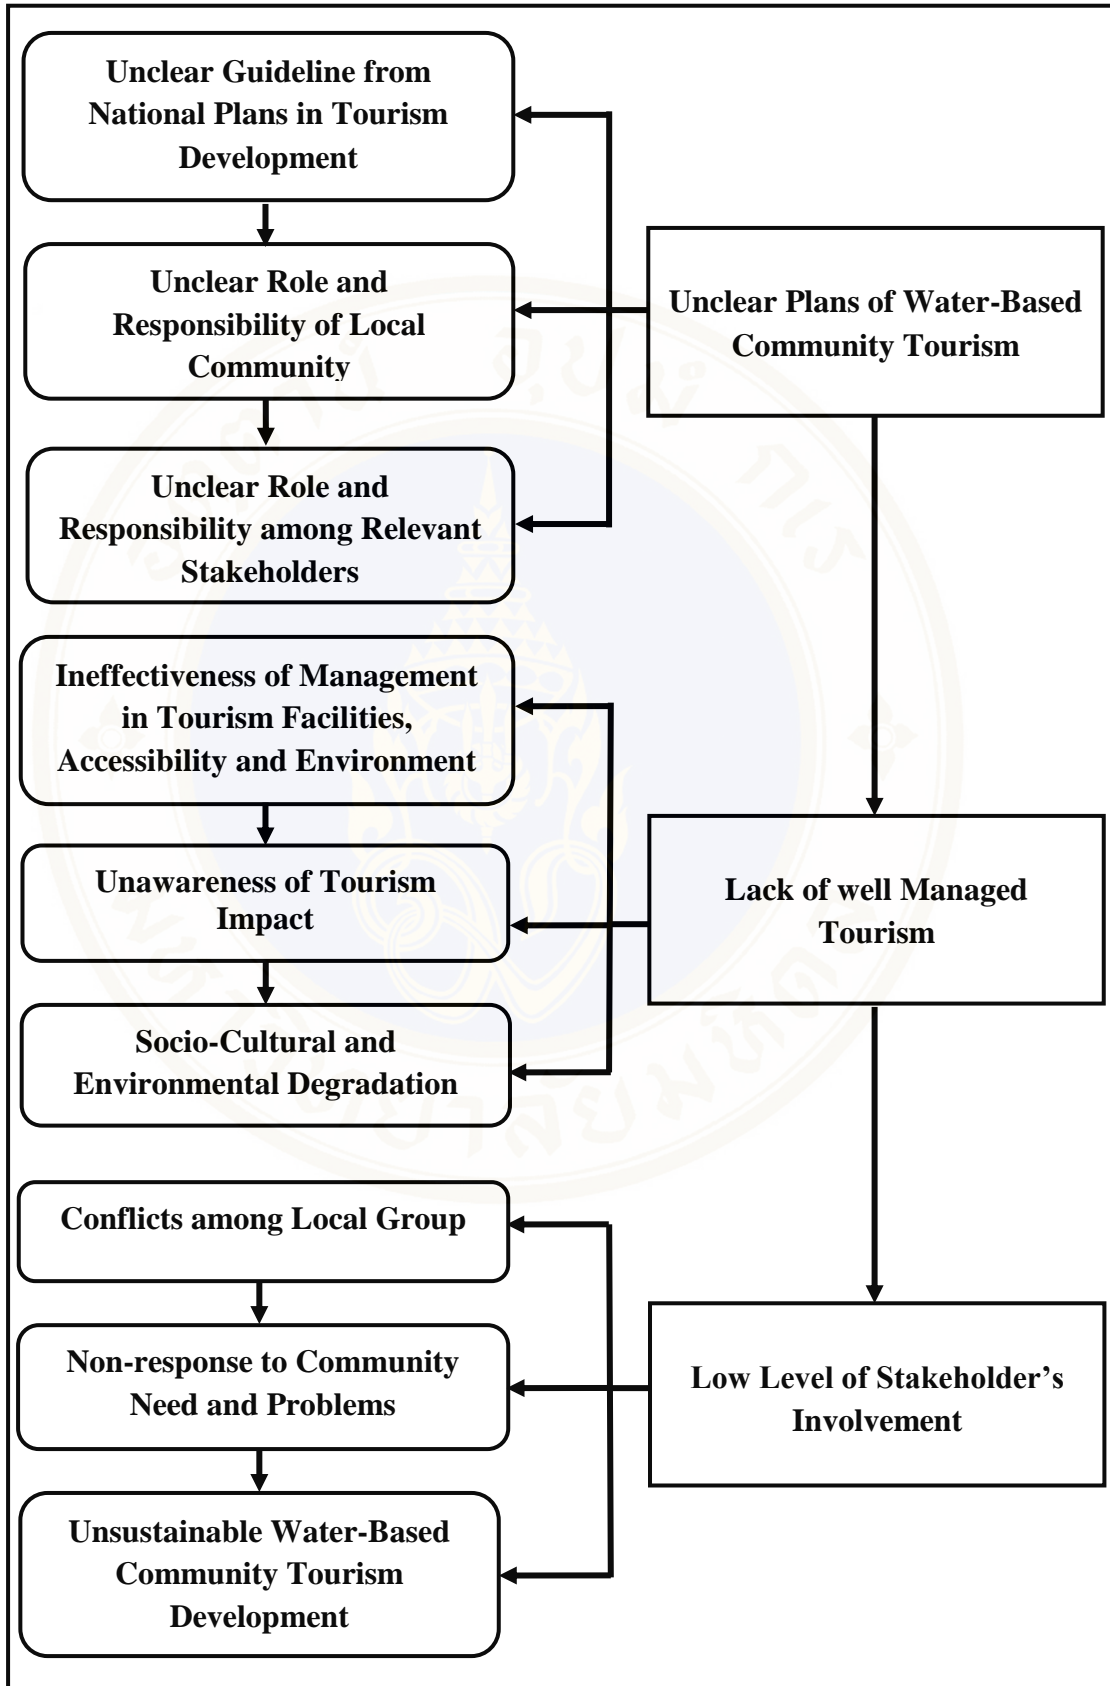 Unclear Guideline from
National Plans in Tourism
Development
Unclear Role and
Responsibility of Local
Community
Unclear Plans of Water-Based
Community Tourism
Unclear Role and
Responsibility among Relevant
Stakeholders
Ineffectiveness of Management
in Tourism Facilities,
Accessibility and Environment
Unawareness of Tourism
Impact
Lack of well Managed
Tourism
Socio-Cultural and
Environmental Degradation
Conflicts among Local Group
Non-response to Community
Need and Problems
Low Level of Stakeholder’s
Involvement
Unsustainable Water-Based
Community Tourism
Development